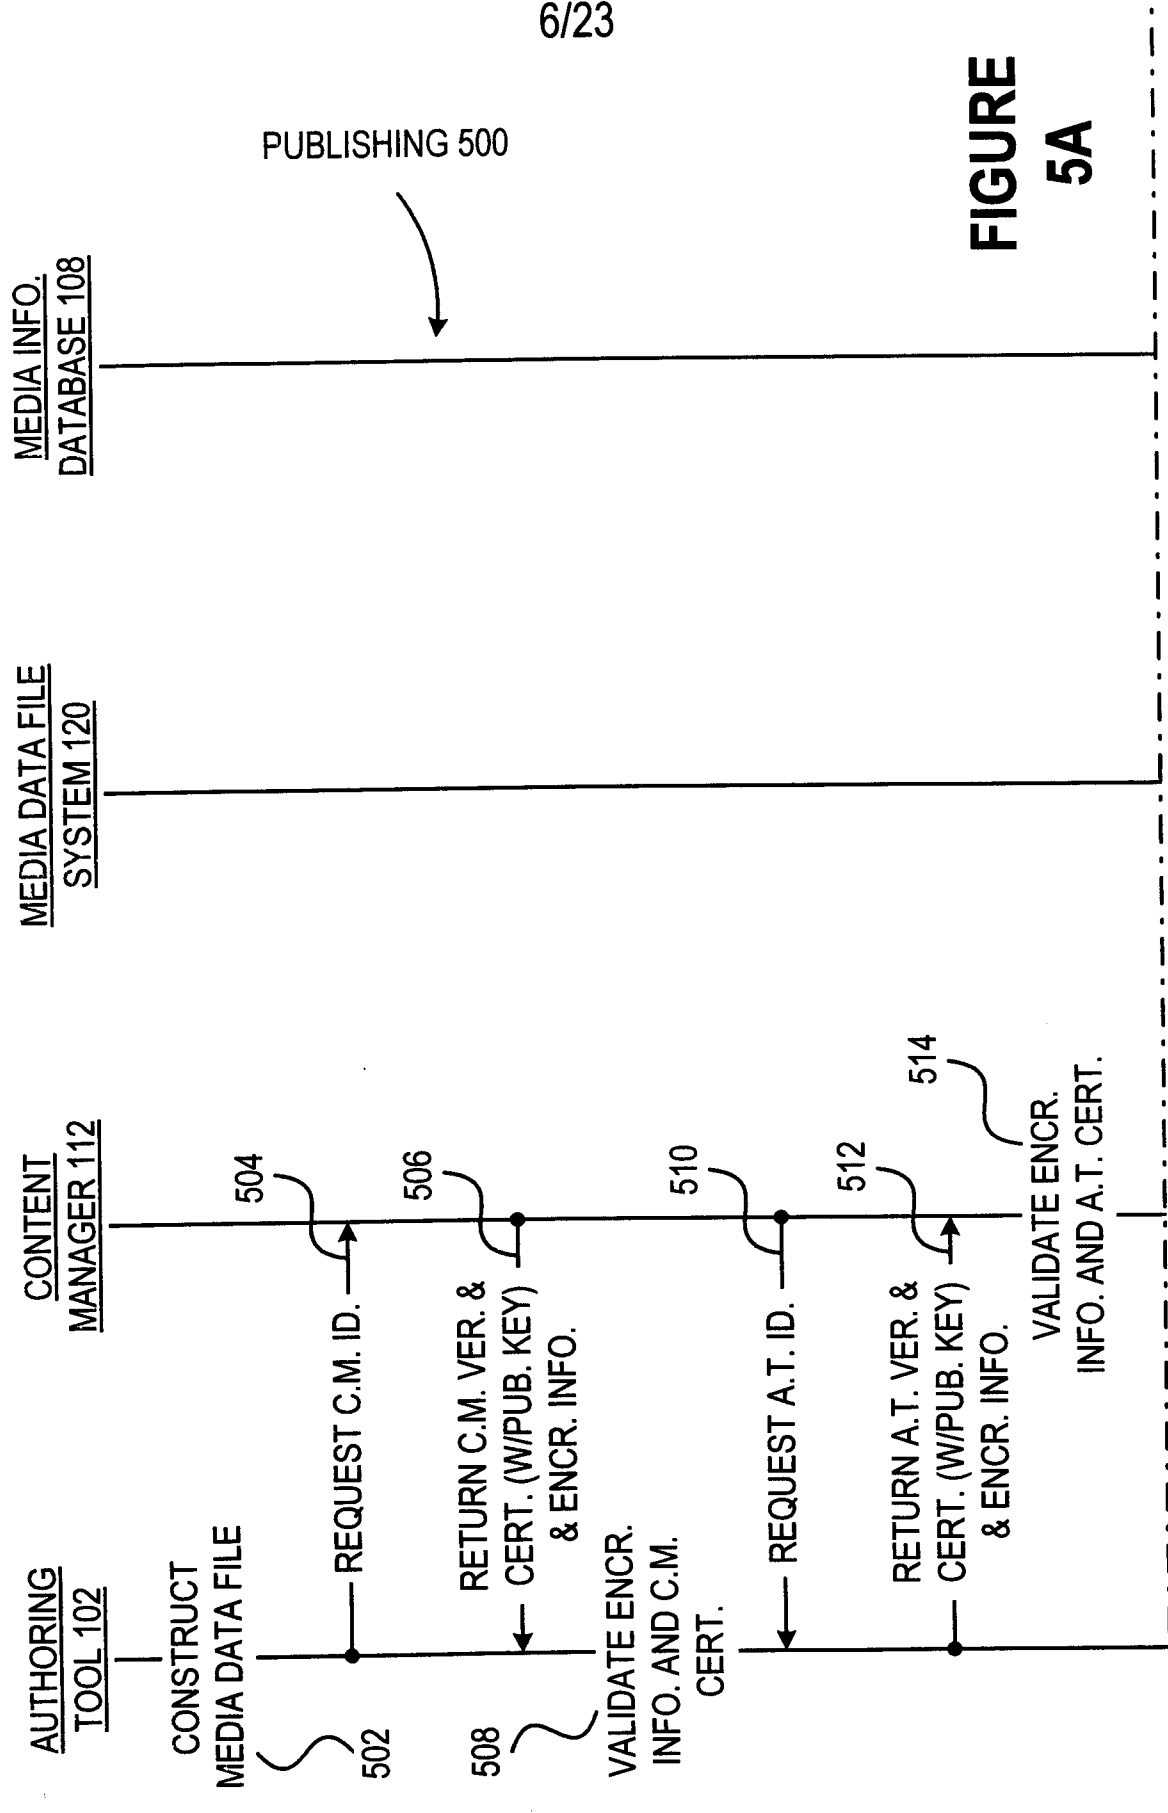 6/23
AUTHORING
TOOL 102
CONTENT
MANAGER 112
MEDIA DATA FILE
SYSTEM 120
MEDIA INFO.
DATABASE 108
PUBLISHING 500
CONSTRUCT
MEDIA DATA FILE
502
REQUEST C.M. ID.
504
RETURN C.M. VER. &
CERT. (W/PUB. KEY)
& ENCR. INFO.
506
VALIDATE ENCR.
INFO. AND C.M.
CERT.
508
REQUEST A.T. ID.
510
RETURN A.T. VER. &
CERT. (W/PUB. KEY)
& ENCR. INFO.
512
VALIDATE ENCR.
INFO. AND A.T. CERT.
514
FIGURE
5A